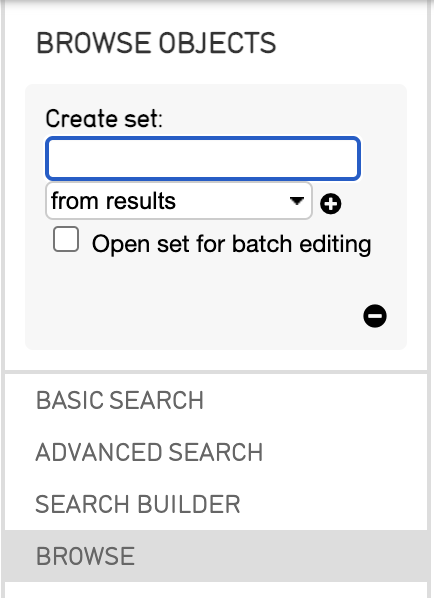 BROWSE OBJECTS
Create set:
from results
Open set for batch editing
BASIC SEARCH
ADVANCED SEARCH
SEARCH BUILDER
BROWSE